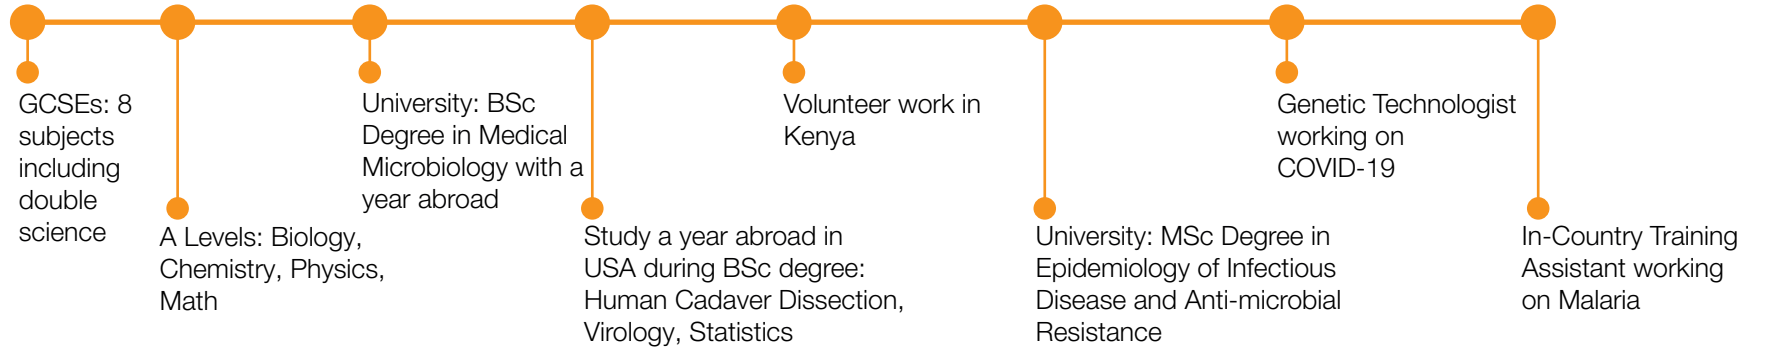 GCSEs: 8
subjects
including
double
science
A Levels: Biology,
Chemistry, Physics,
Math
University: BSc
Degree in Medical
Microbiology with a
year abroad
Study a year abroad in
USA during BSc degree:
Human Cadaver Dissection,
Virology, Statistics
Volunteer work in
Kenya
University: MSc Degree in
Epidemiology of Infectious
Disease and Anti-microbial
Resistance
Genetic Technologist
working on
COVID-19
In-Country Training
Assistant working
on Malaria